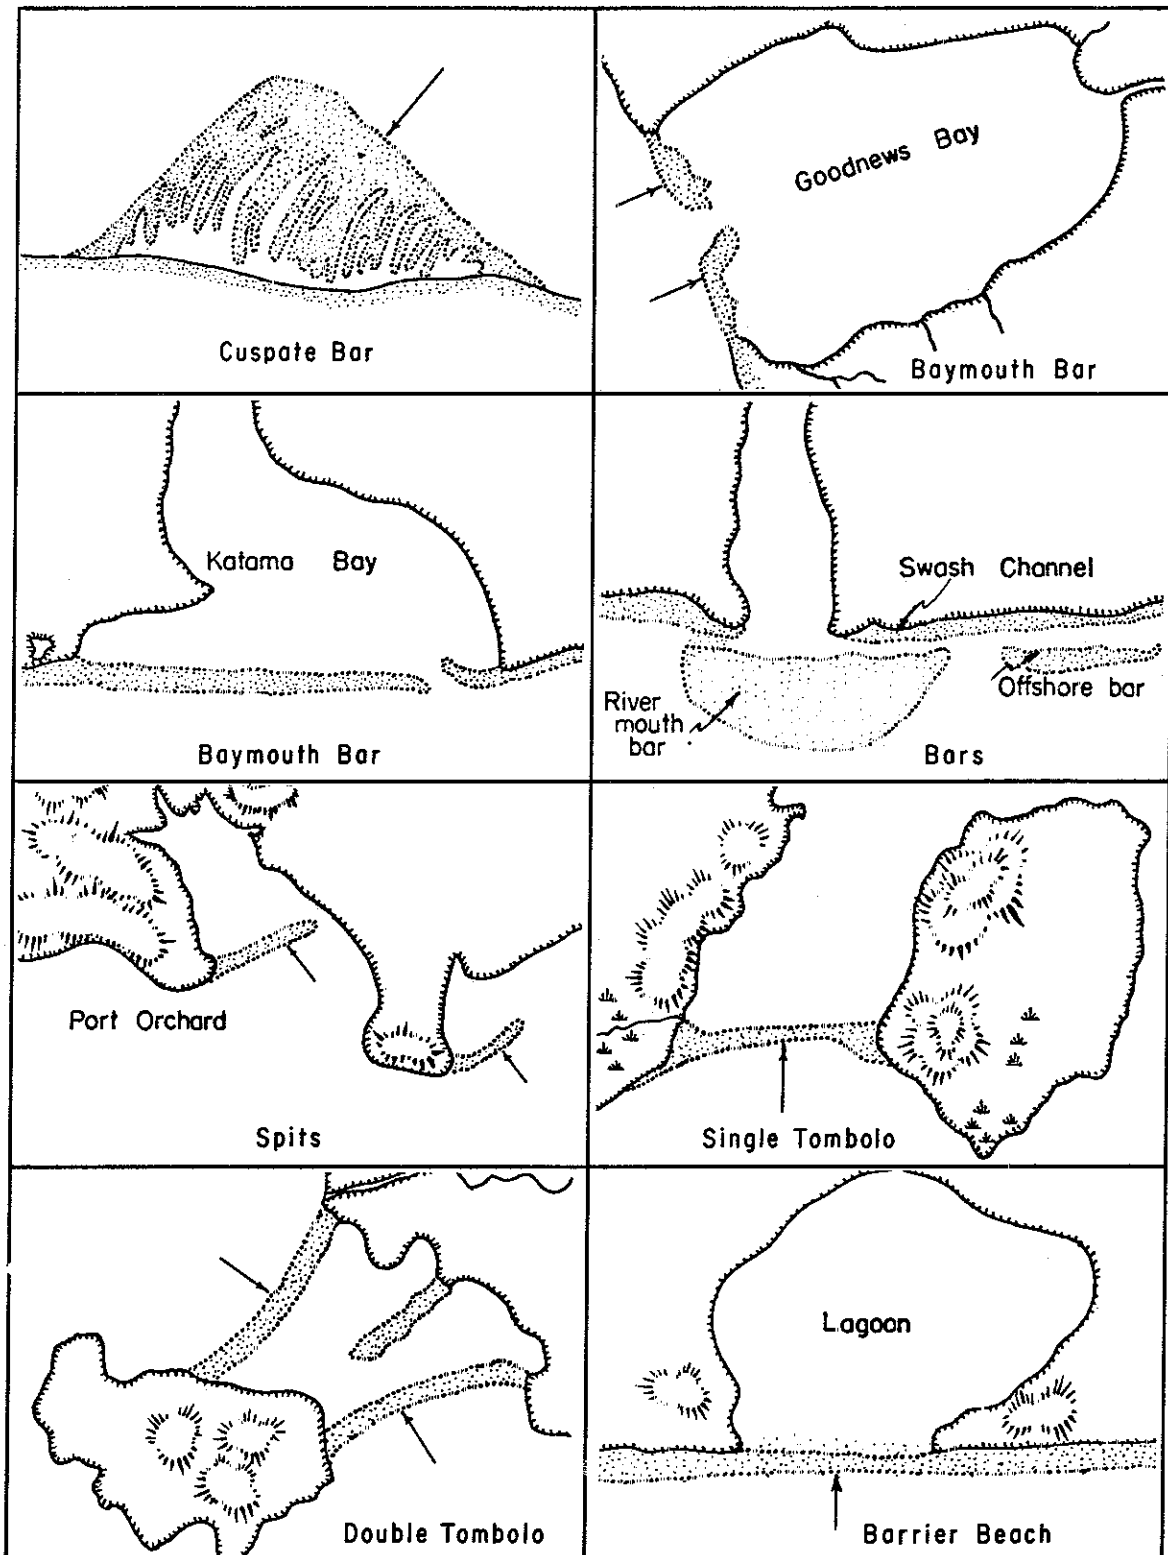 Cuspate Bar
Goodnews Bay
Baymouth Bar
Katama Bay
Baymouth Bar
Swash Channel
Offshore bar
River
mouth
bar
Bars
Port Orchard
Spits
Single Tombolo
Double Tombolo
Lagoon
Barrier Beach